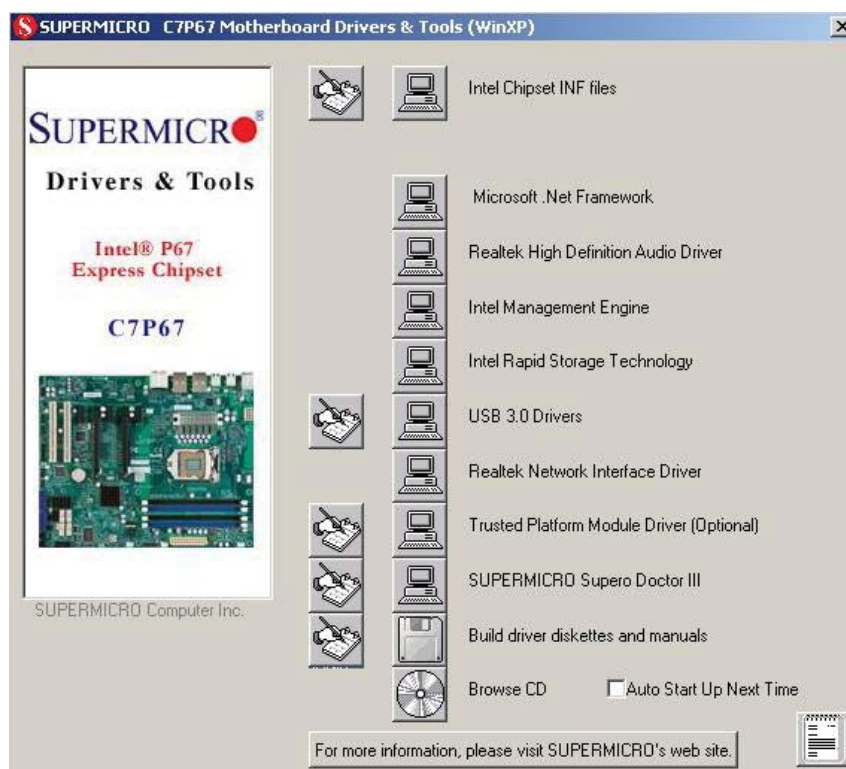 SUPERMICRO C7P67 Motherboard Drivers & Tools (WinXP)
SUPERMICRO®
Drivers & Tools
Intel® P67
Express Chipset
C7P67
SUPERMICRO Computer Inc.
Intel Chipset INF files
Microsoft .Net Framework
Realtek High Definition Audio Driver
Intel Management Engine
Intel Rapid Storage Technology
USB 3.0 Drivers
Realtek Network Interface Driver
Trusted Platform Module Driver (Optional)
SUPERMICRO Supero Doctor III
Build driver diskettes and manuals
Browse CD
Auto Start Up Next Time
For more information, please visit SUPERMICRO's web site.